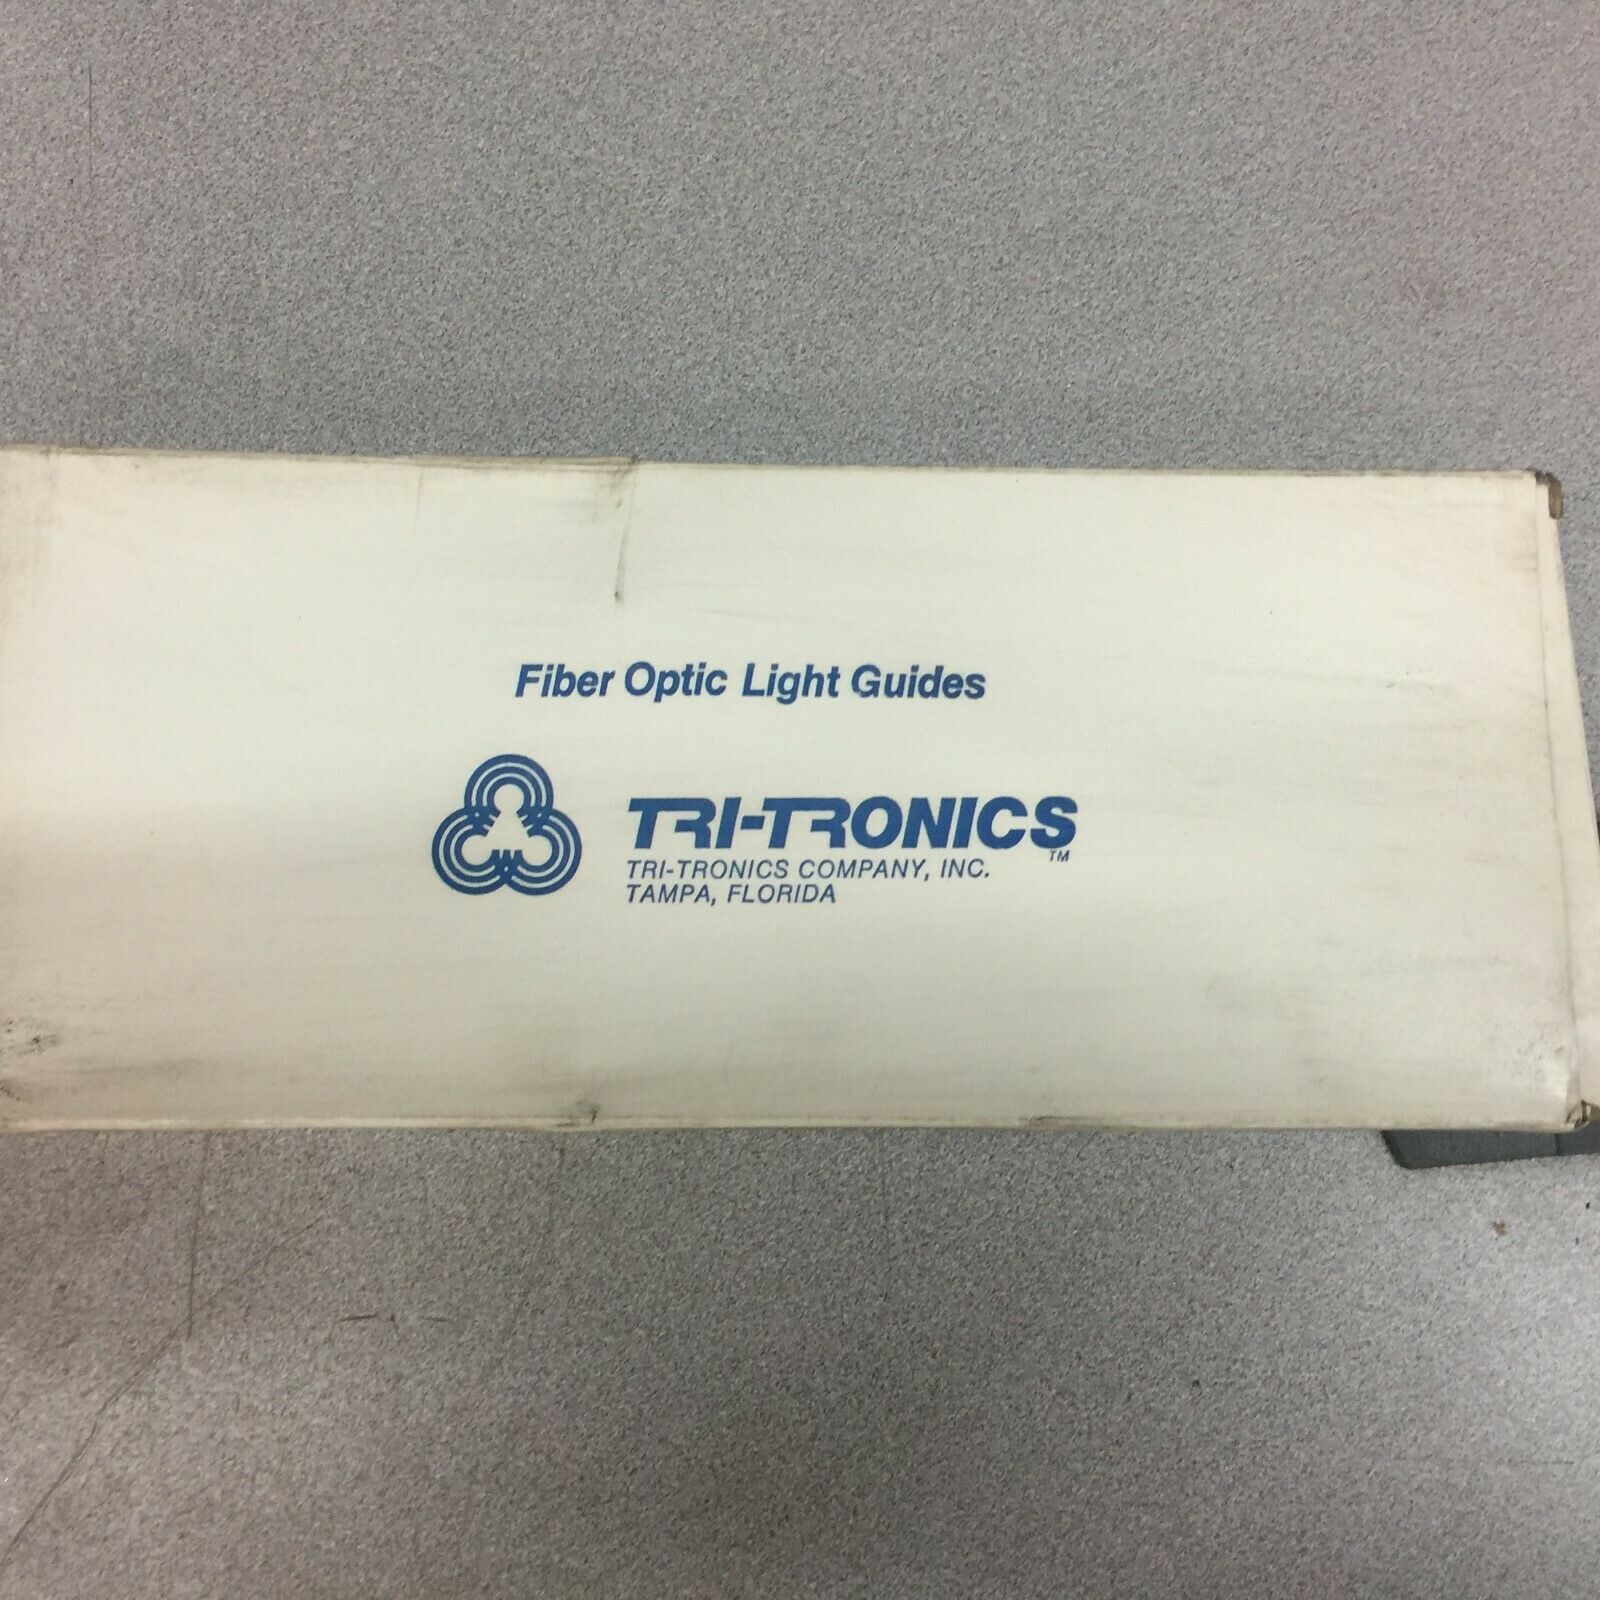 Fiber Optic Light Guides
TRI-TRONICS
TM
TRI-TRONICS COMPANY, INC.
TAMPA, FLORIDA